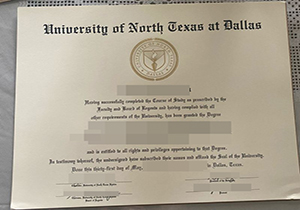 University of North Texas at Dallas
Having successfully completed the Course of Study as prescribed by the
Faculty and Board of Regents and having complied with all
other requirements of the University, has been granted the Degree
and is entitled to all rights and privileges appertaining to that Degree.
In testimony whereof, the undersigned have subscribed their names and affixed the Seal of the University.
Date this thirty-first day of May, in Dallas, Texas.